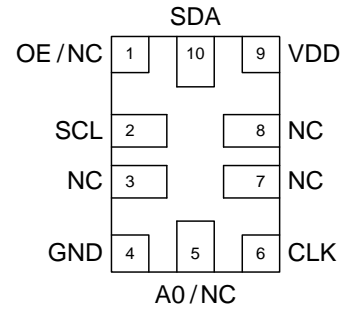 SDA
OE/NC 1 10 9 VDD
SCL 2 8 NC
NC 3 7 NC
GND 4 5 6 CLK
A0/NC